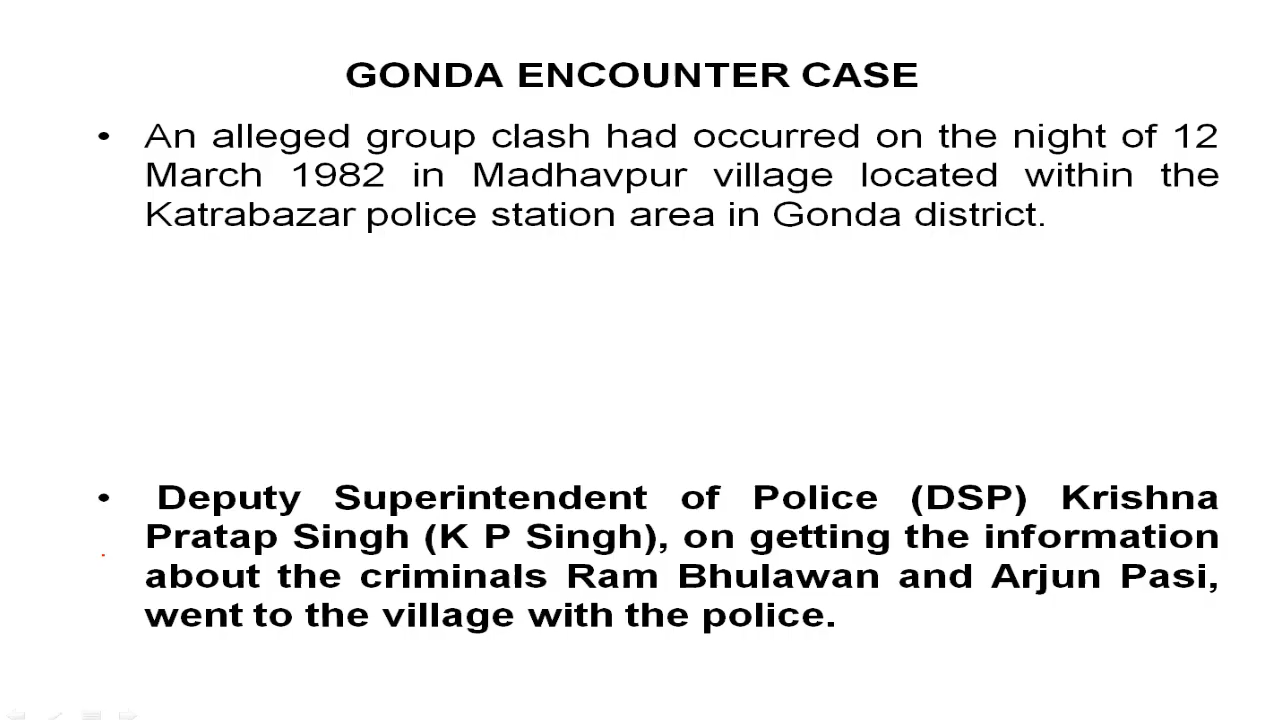 GONDA ENCOUNTER CASE
• An alleged group clash had occurred on the night of 12
March 1982 in Madhavpur village located within the
Katrabazar police station area in Gonda district.
• Deputy Superintendent of Police (DSP) Krishna
Pratap Singh (K P Singh), on getting the information
about the criminals Ram Bhulawan and Arjun Pasi,
went to the village with the police.